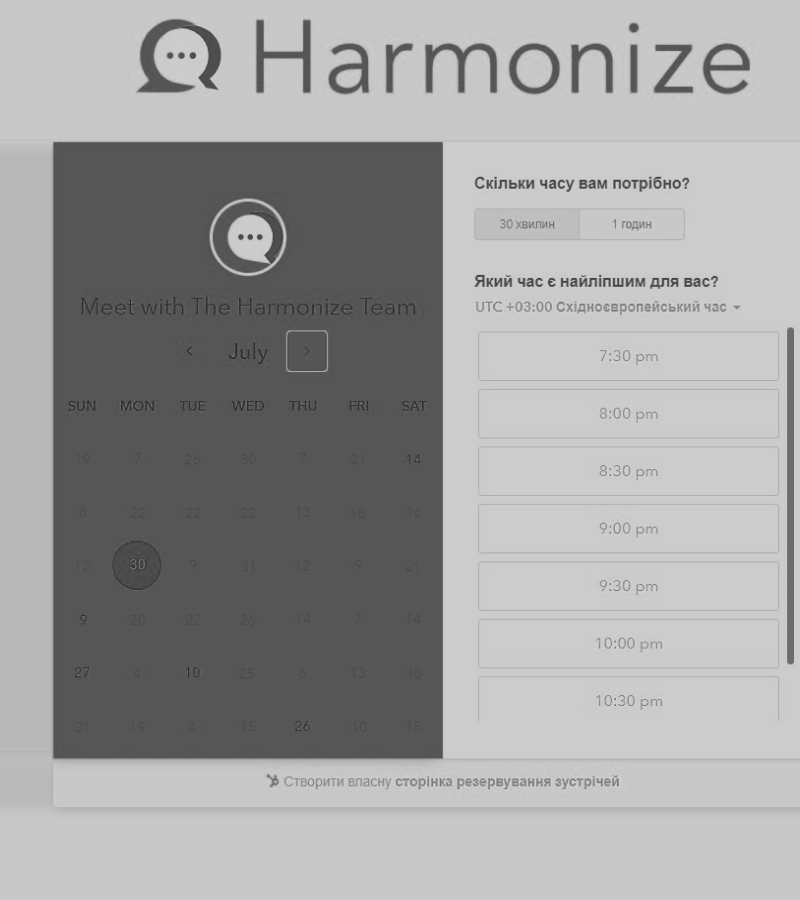 Harmonize
Meet with The Harmonize Team
July
SUN MON TUE WED THU FRI SAT
19 7 26 30 7 21 14
8 22 22 22 13 18 16
12 30 9 31 12 9 21
9 20 22 26 14 7 14
27 4 10 25 6 13 10
21 19 4 15 26 10 15
Скільки часу вам потрібно?
30 хвилин 1 годин
Який час є найліпшим для вас?
UTC +03:00 Східноєвропейський час
7:30 pm
8:00 pm
8:30 pm
9:00 pm
9:30 pm
10:00 pm
10:30 pm
Створити власну сторінка резервування зустрічей